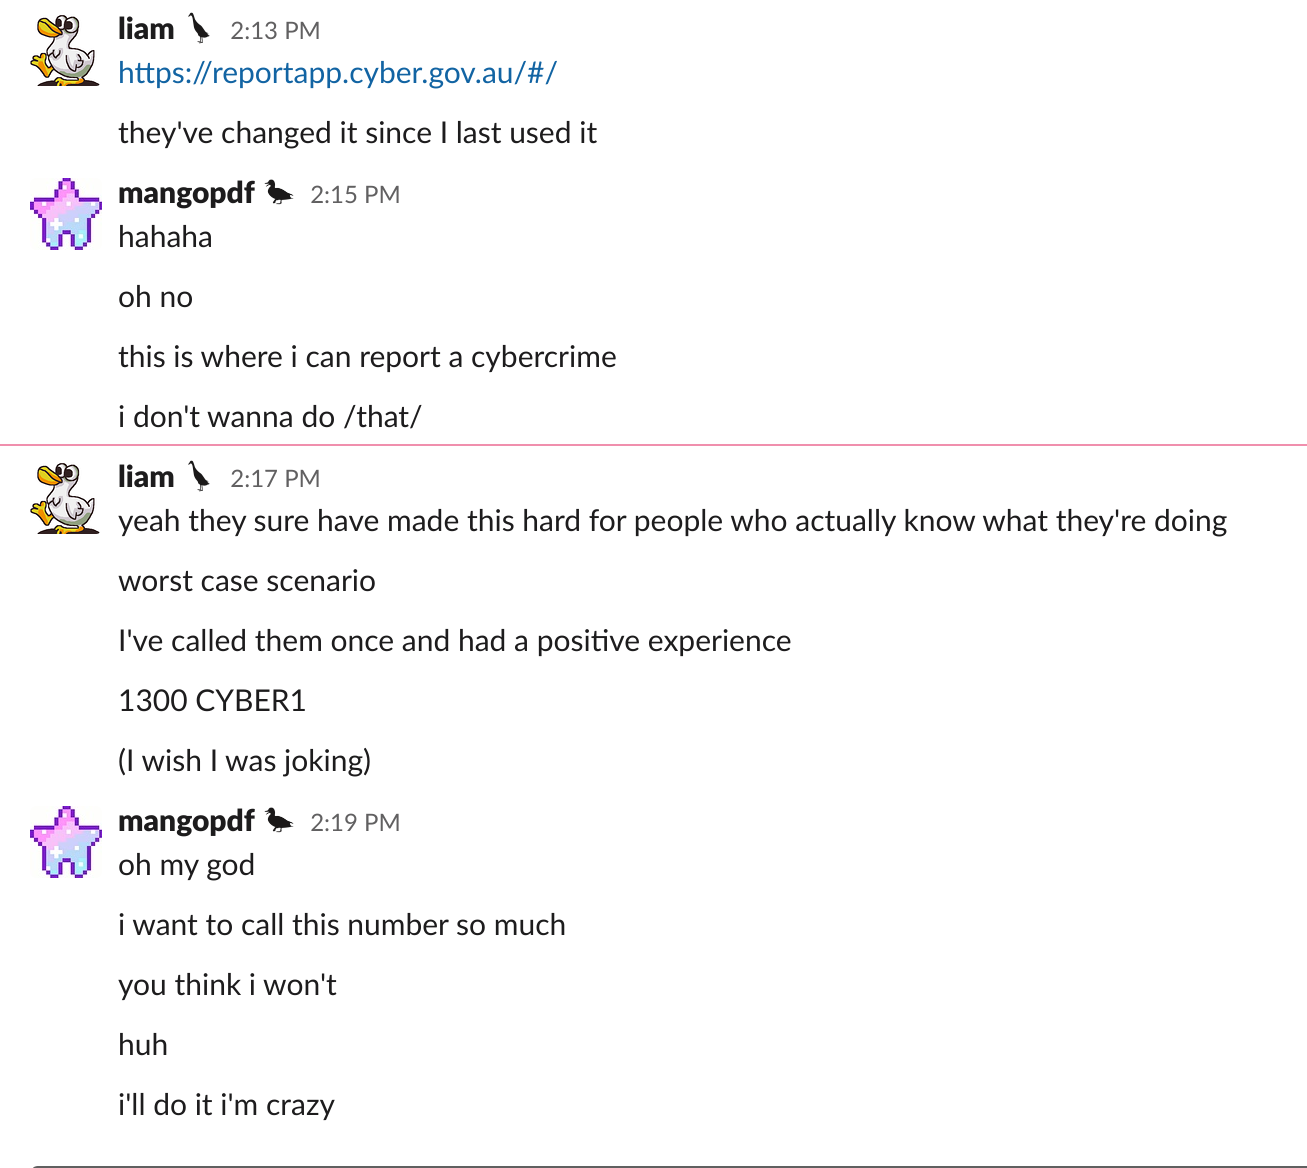 liam 2:13 PM
https://reportapp.cyber.gov.au/#/
they've changed it since I last used it
mangopdf 2:15 PM
hahaha
oh no
this is where i can report a cybercrime
i don't wanna do /that/
liam 2:17 PM
yeah they sure have made this hard for people who actually know what they're doing
worst case scenario
I've called them once and had a positive experience
1300 CYBER1
(I wish I was joking)
mangopdf 2:19 PM
oh my god
i want to call this number so much
you think i won't
huh
i'll do it i'm crazy